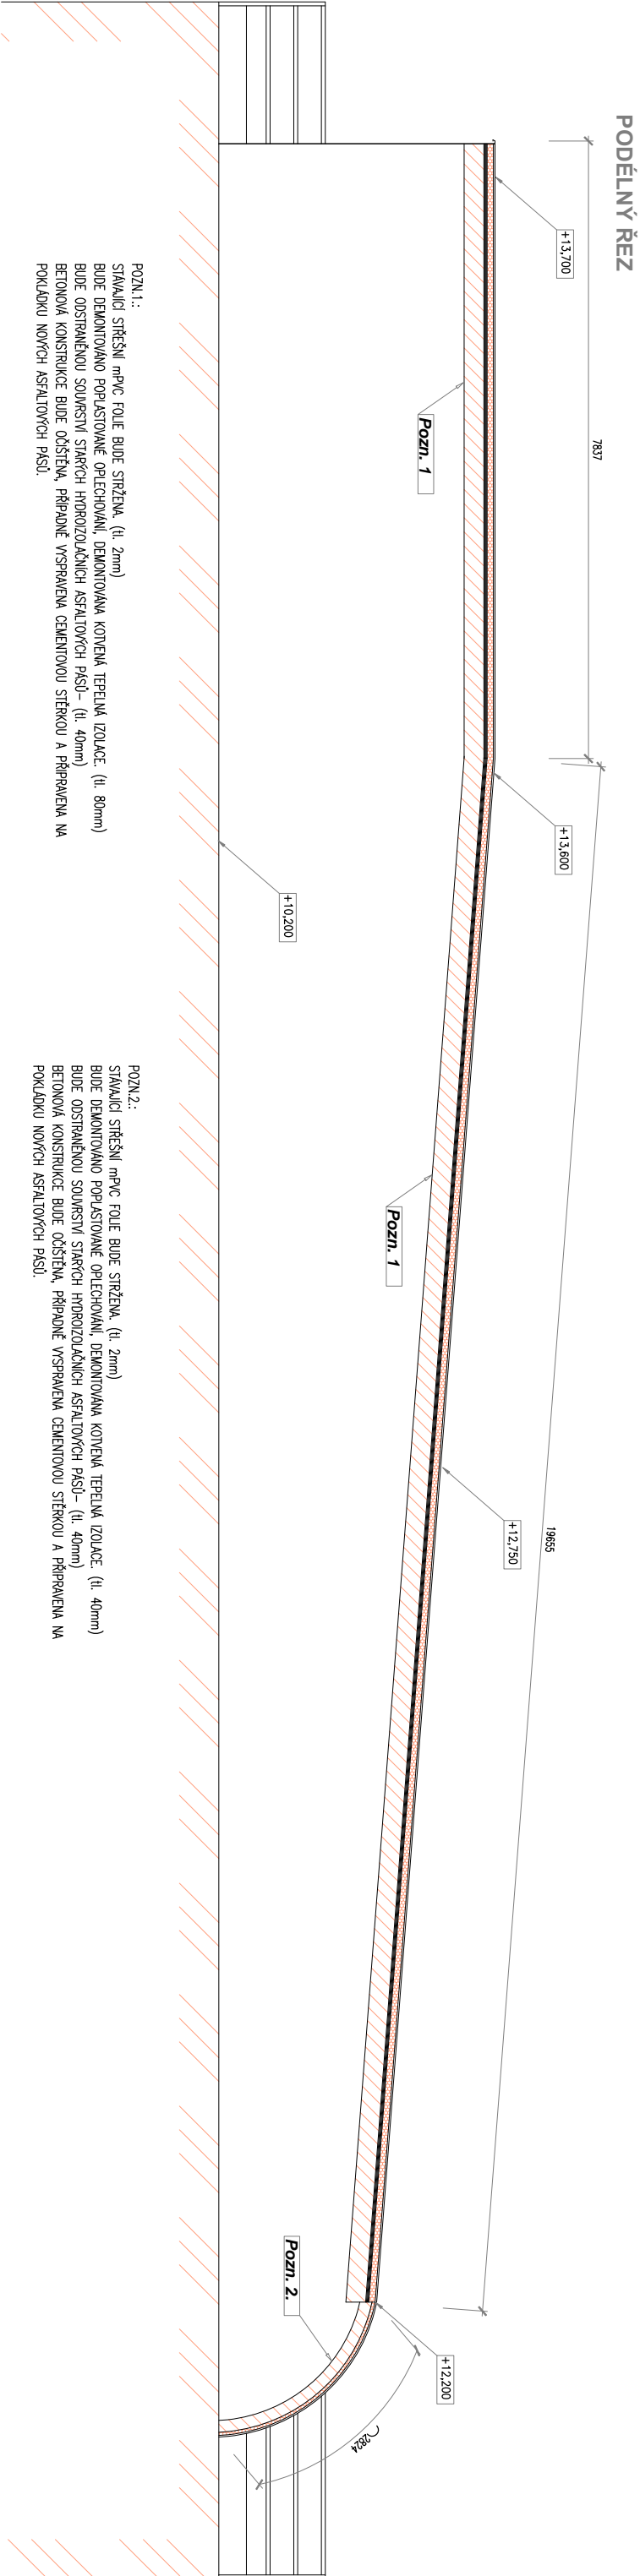 PODÉLNÝ ŘEZ
+13,700
7837
Pozn. 1
+13,600
+10,200
Pozn. 1
+12,750
19655
Pozn. 2.
+12,200
2824
POZN.1.:
STÁVAJÍCÍ STŘEŠNÍ mPVC FOLIE BUDE STRŽENA. (tl. 2mm)
BUDE DEMONTOVÁNO POPLASTOVANÉ OPLECHOVÁNÍ, DEMONTOVÁNA KOTVENÁ TEPELNÁ IZOLACE. (tl. 80mm)
BUDE ODSTRANĚNOU SOUVRSTVÍ STARÝCH HYDROIZOLAČNÍCH ASFALTOVÝCH PÁSŮ- (tl. 40mm)
BETONOVÁ KONSTRUKCE BUDE OČIŠTĚNA, PŘÍPADNĚ VYSPRAVENA CEMENTOVOU STĚRKOU A PŘIPRAVENA NA
POKLÁDKU NOVÝCH ASFALTOVÝCH PÁSŮ.
POZN.2.:
STÁVAJÍCÍ STŘEŠNÍ mPVC FOLIE BUDE STRŽENA. (tl. 2mm)
BUDE DEMONTOVÁNO POPLASTOVANÉ OPLECHOVÁNÍ, DEMONTOVÁNA KOTVENÁ TEPELNÁ IZOLACE. (tl. 40mm)
BUDE ODSTRANĚNOU SOUVRSTVÍ STARÝCH HYDROIZOLAČNÍCH ASFALTOVÝCH PÁSŮ- (tl. 40mm)
BETONOVÁ KONSTRUKCE BUDE OČIŠTĚNA, PŘÍPADNĚ VYSPRAVENA CEMENTOVOU STĚRKOU A PŘIPRAVENA NA
POKLÁDKU NOVÝCH ASFALTOVÝCH PÁSŮ.